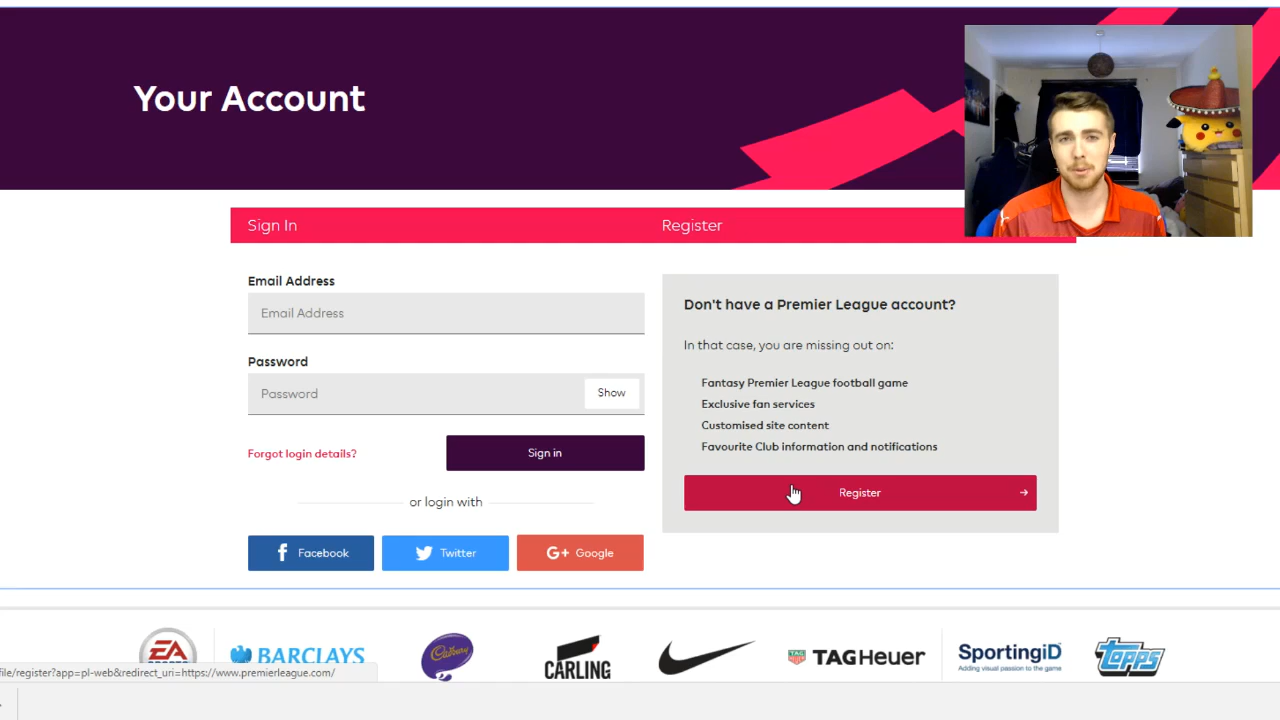 Your Account
Sign In
Register
Email Address
Email Address
Password
Password
Show
Forgot login details?
Sign in
or login with
f Facebook
Twitter
G+ Google
Don't have a Premier League account?
In that case, you are missing out on:
Fantasy Premier League football game
Exclusive fan services
Customised site content
Favourite Club information and notifications
Register
EA
BARCLAYS
Cadbury
CARLING
TAGHeuer
SportingiD
Adding visual passion to the game
Topps
file/register?app=pl-web&redirect_uri=https://www.premierleague.com/